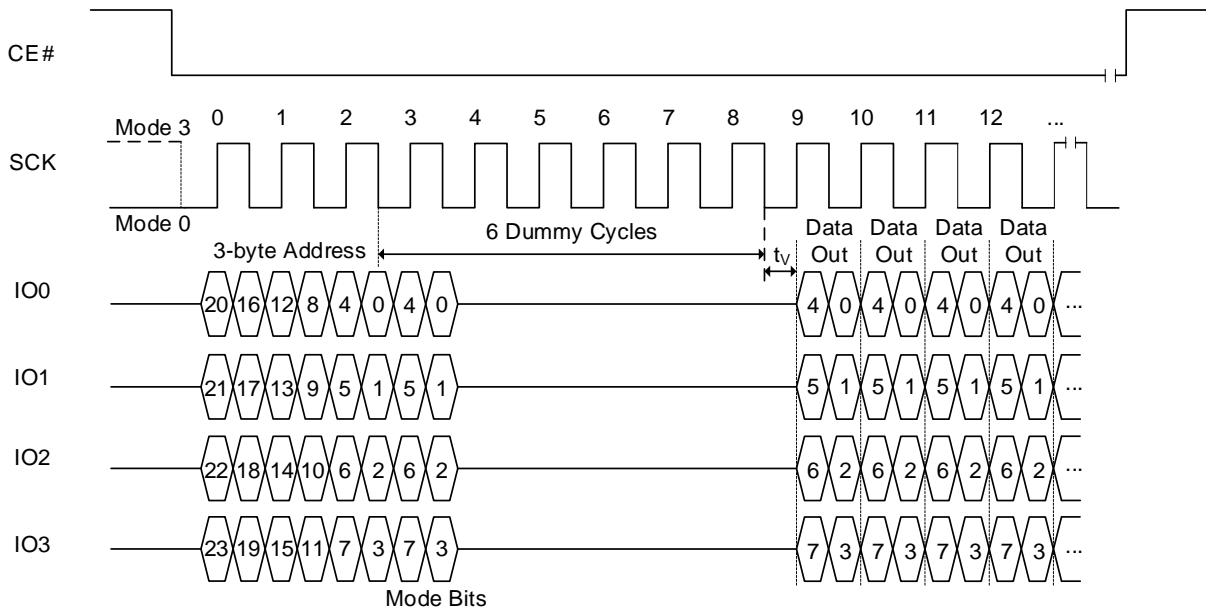 CE#
0 1 2 3 4 5 6 7 8 9 10 11 12 ...
Mode 3
SCK
Mode 0
6 Dummy Cycles
Data Out Data Out Data Out Data Out
3-byte Address
tV
IO0 20 16 12 8 4 0 4 0 4 0 4 0 4 0 4 0 ...
IO1 21 17 13 9 5 1 5 1 5 1 5 1 5 1 5 1 ...
IO2 22 18 14 10 6 2 6 2 6 2 6 2 6 2 6 2 ...
IO3 23 19 15 11 7 3 7 3 7 3 7 3 7 3 7 3 ...
Mode Bits